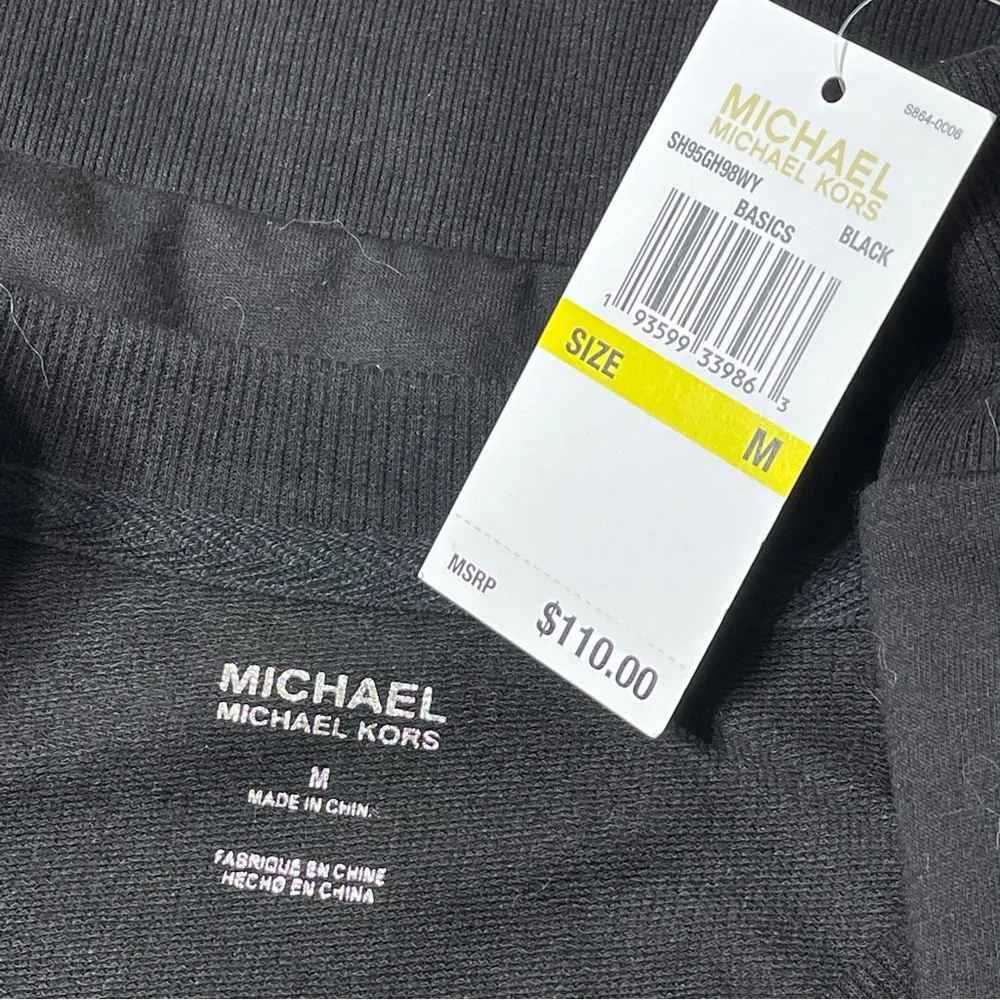 S864-0006
MICHAEL
MICHAEL KORS
SH95GH98WY
BASICS BLACK
1 93599 33986 3
SIZE M
MSRP $110.00
MICHAEL
MICHAEL KORS
M
MADE IN CHIN.
FABRIQUE EN CHINE
HECHO EN CHINA